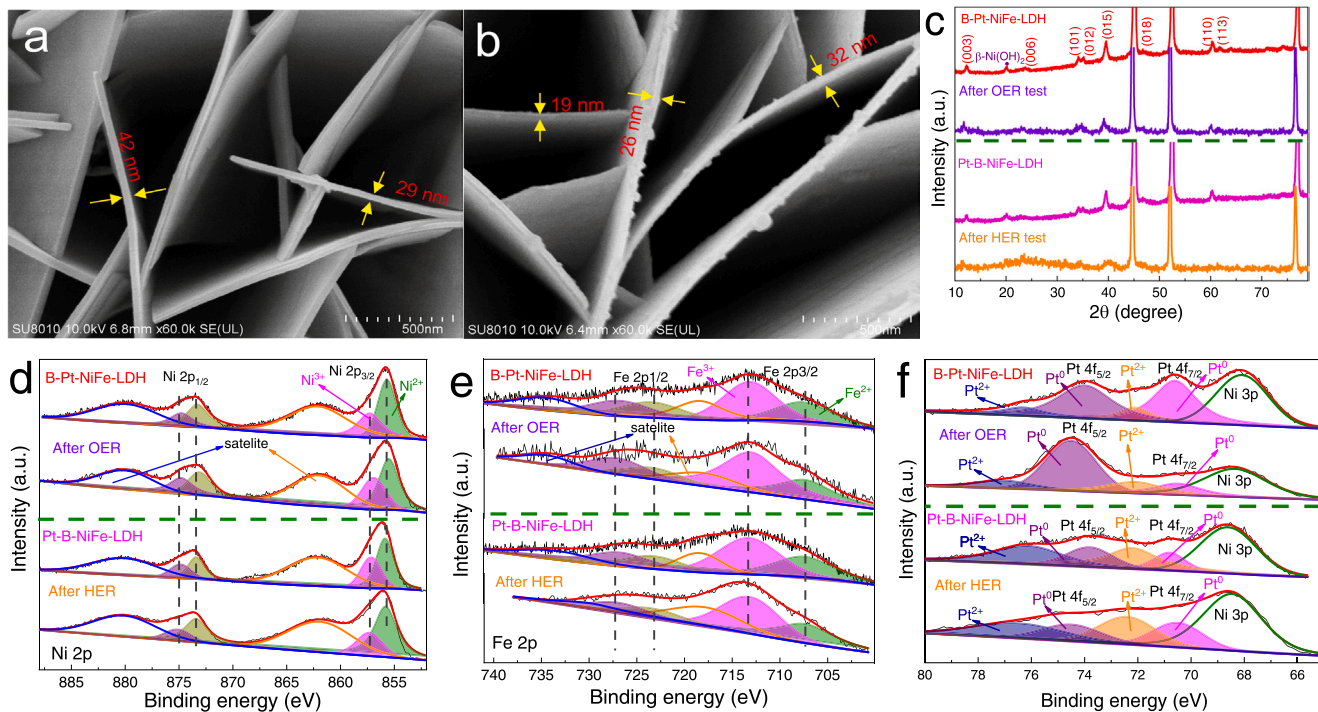 a
42 nm
29 nm
SU8010 10.0kV 6.8mm x60.0k SE(UL)
500nm
b
19 nm
26 nm
32 nm
SU8010 10.0kV 6.4mm x60.0k SE(UL)
500nm
c
B-Pt-NiFe-LDH
(003)
β-Ni(OH)₂
(006)
(101)
(012)
(015)
(018)
(110)
(113)
After OER test
Pt-B-NiFe-LDH
After HER test
Intensity (a.u.)
10 20 30 40 50 60 70
2θ (degree)
d
B-Pt-NiFe-LDH
Ni 2p₁/₂
Ni³⁺
Ni 2p₃/₂
Ni²⁺
After OER
satelite
Pt-B-NiFe-LDH
After HER
Ni 2p
Intensity (a.u.)
885 880 875 870 865 860 855
Binding energy (eV)
e
B-Pt-NiFe-LDH
Fe 2p1/2
Fe³⁺
Fe 2p3/2
Fe²⁺
After OER
satelite
Pt-B-NiFe-LDH
After HER
Fe 2p
Intensity (a.u.)
740 735 730 725 720 715 710 705
Binding energy (eV)
f
B-Pt-NiFe-LDH
Pt²⁺
Pt⁰
Pt 4f₅/₂
Pt²⁺
Pt 4f₇/₂
Pt⁰
Ni 3p
After OER
Pt²⁺
Pt⁰
Pt 4f₅/₂
Pt²⁺
Pt 4f₇/₂
Pt⁰
Ni 3p
Pt-B-NiFe-LDH
Pt²⁺
Pt⁰
Pt 4f₅/₂
Pt²⁺
Pt 4f₇/₂
Pt⁰
Ni 3p
After HER
Pt²⁺
Pt⁰
Pt 4f₅/₂
Pt²⁺
Pt 4f₇/₂
Pt⁰
Ni 3p
Intensity (a.u.)
80 78 76 74 72 70 68 66
Binding energy (eV)